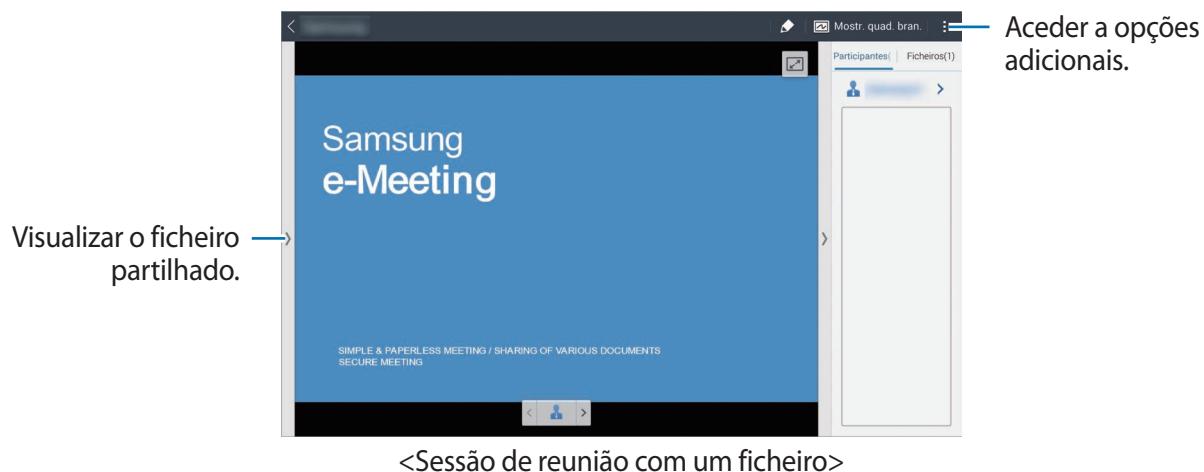 Mostr. quad. bran.
Aceder a opções
adicionais.
Participantes(
Ficheiros(1)
Samsung
e-Meeting
Visualizar o ficheiro
partilhado.
SIMPLE & PAPERLESS MEETING / SHARING OF VARIOUS DOCUMENTS
SECURE MEETING
<Sessão de reunião com um ficheiro>